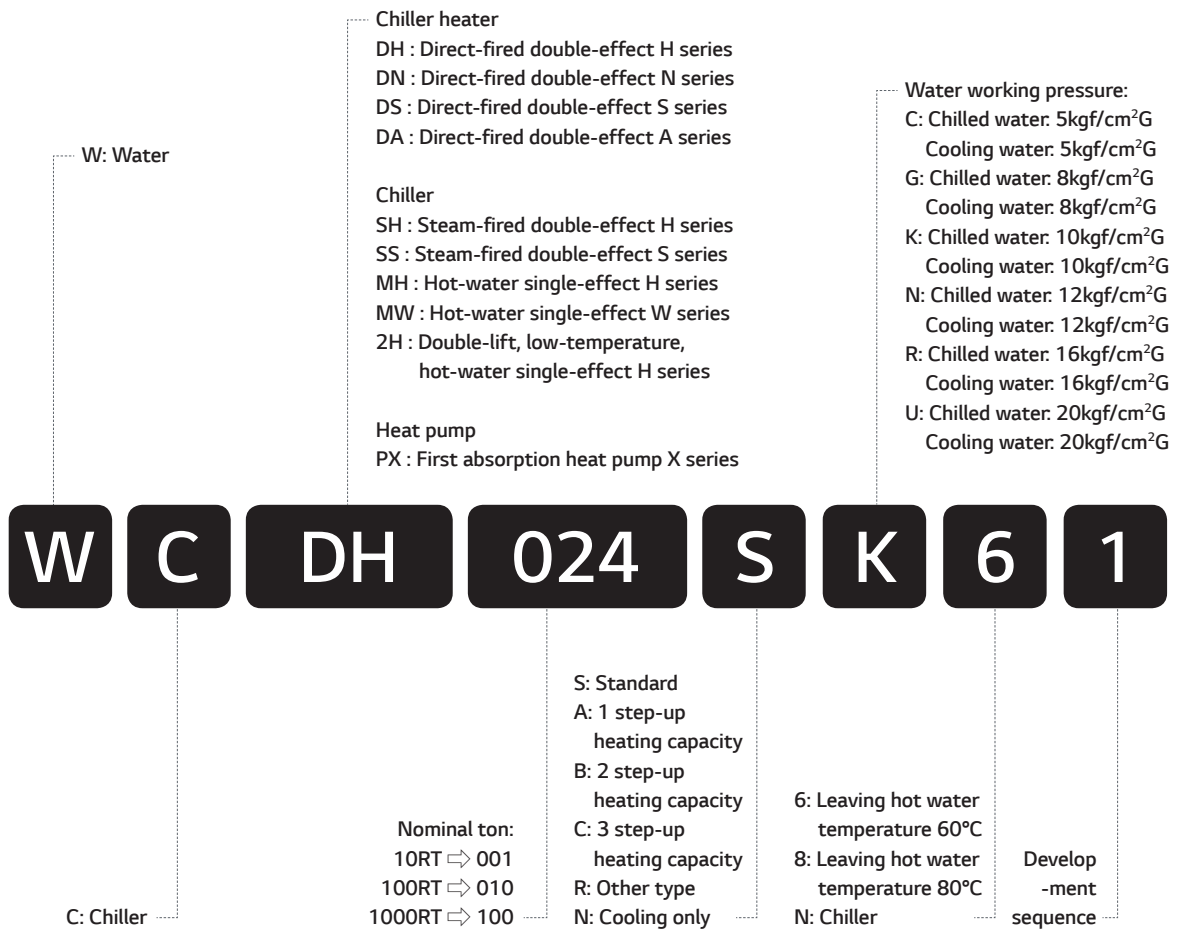 Chiller heater
DH : Direct-fired double-effect H series
DN : Direct-fired double-effect N series
DS : Direct-fired double-effect S series
DA : Direct-fired double-effect A series
Chiller
SH : Steam-fired double-effect H series
SS : Steam-fired double-effect S series
MH : Hot-water single-effect H series
MW : Hot-water single-effect W series
2H : Double-lift, low-temperature,
hot-water single-effect H series
Heat pump
PX : First absorption heat pump X series
W: Water
Water working pressure:
C: Chilled water: 5kgf/cm²G
Cooling water: 5kgf/cm²G
G: Chilled water: 8kgf/cm²G
Cooling water: 8kgf/cm²G
K: Chilled water: 10kgf/cm²G
Cooling water: 10kgf/cm²G
N: Chilled water: 12kgf/cm²G
Cooling water: 12kgf/cm²G
R: Chilled water: 16kgf/cm²G
Cooling water: 16kgf/cm²G
U: Chilled water: 20kgf/cm²G
Cooling water: 20kgf/cm²G
W C DH 024 S K 6 1
C: Chiller
Nominal ton:
10RT ⇨ 001
100RT ⇨ 010
1000RT ⇨ 100
S: Standard
A: 1 step-up
heating capacity
B: 2 step-up
heating capacity
C: 3 step-up
heating capacity
R: Other type
N: Cooling only
6: Leaving hot water
temperature 60°C
8: Leaving hot water
temperature 80°C
N: Chiller
Develop
-ment
sequence